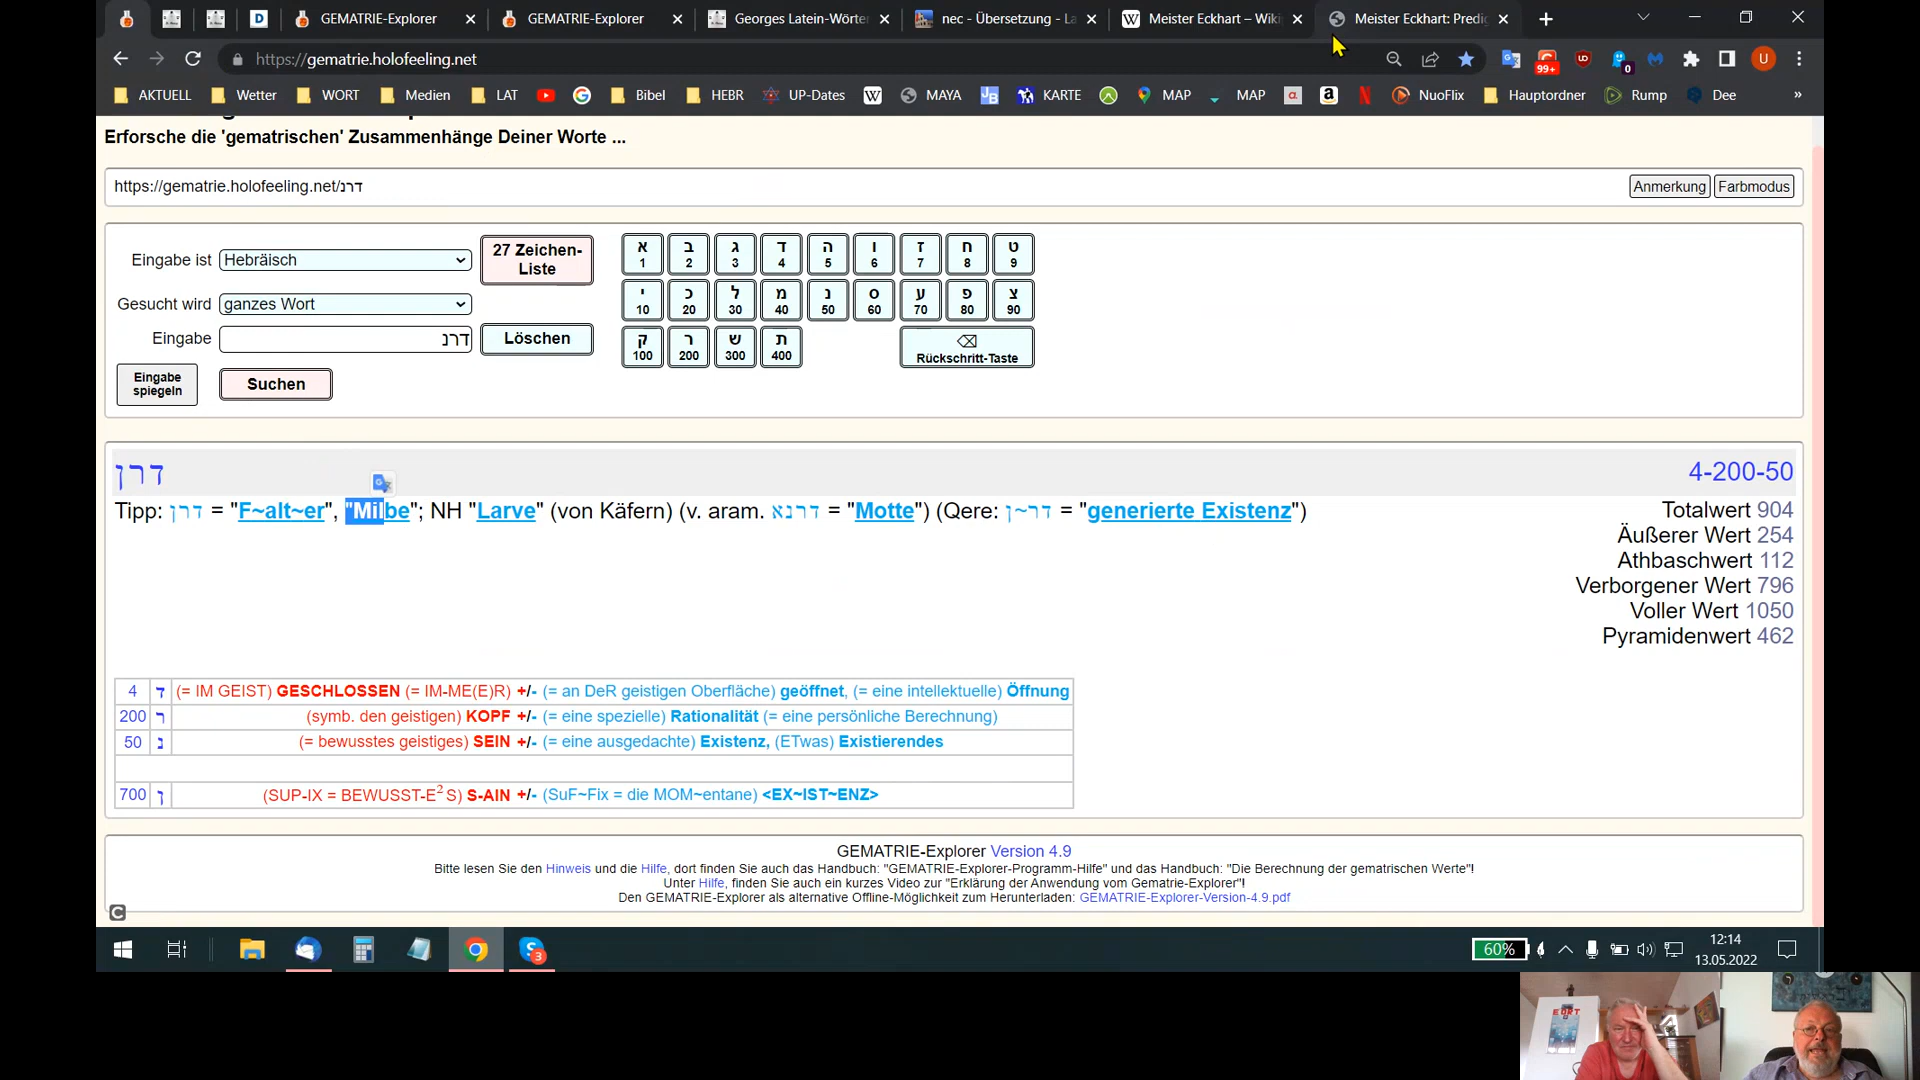 GEMATRIE-Explorer GEMATRIE-Explorer Georges Latein-Wörter nec - Übersetzung - La Meister Eckhart – Wiki Meister Eckhart: Predig
https://gematrie.holofeeling.net
99+ 0 U
AKTUELL Wetter WORT Medien LAT Bibel HEBR UP-Dates MAYA KARTE MAP MAP NuoFlix Hauptordner Rump Dee »
Erforsche die 'gematrischen' Zusammenhänge Deiner Worte ...
https://gematrie.holofeeling.net/דרנ Anmerkung Farbmodus
Eingabe ist Hebräisch
27 Zeichen-
Liste
א ב ג ד ה ו ז ח ט
1 2 3 4 5 6 7 8 9
Gesucht wird ganzes Wort
י כ ל מ נ ס ע פ צ
10 20 30 40 50 60 70 80 90
Eingabe דרנ Löschen
ק ר ש ת
100 200 300 400
Rückschritt-Taste
Eingabe
spiegeln
Suchen
דרן 4-200-50
Tipp: דרן = "F~alt~er", "Milbe"; NH "Larve" (von Käfern) (v. aram. דרנא = "Motte") (Qere: דר~ן = "generierte Existenz")
Totalwert 904
Äußerer Wert 254
Athbaschwert 112
Verborgener Wert 796
Voller Wert 1050
Pyramidenwert 462
4 ד (= IM GEIST) GESCHLOSSEN (= IM-ME(E)R) +/- (= an DeR geistigen Oberfläche) geöffnet, (= eine intellektuelle) Öffnung
200 ר (symb. den geistigen) KOPF +/- (= eine spezielle) Rationalität (= eine persönliche Berechnung)
50 נ (= bewusstes geistiges) SEIN +/- (= eine ausgedachte) Existenz, (ETwas) Existierendes
700 ן (SUP-IX = BEWUSST-E² S) S-AIN +/- (SuF~Fix = die MOM~entane) <EX~IST~ENZ>
GEMATRIE-Explorer Version 4.9
Bitte lesen Sie den Hinweis und die Hilfe, dort finden Sie auch das Handbuch: "GEMATRIE-Explorer-Programm-Hilfe" und das Handbuch: "Die Berechnung der gematrischen Werte"!
Unter Hilfe, finden Sie auch ein kurzes Video zur "Erklärung der Anwendung vom Gematrie-Explorer"!
Den GEMATRIE-Explorer als alternative Offline-Möglichkeit zum Herunterladen: GEMATRIE-Explorer-Version-4.9.pdf
60%
12:14
13.05.2022